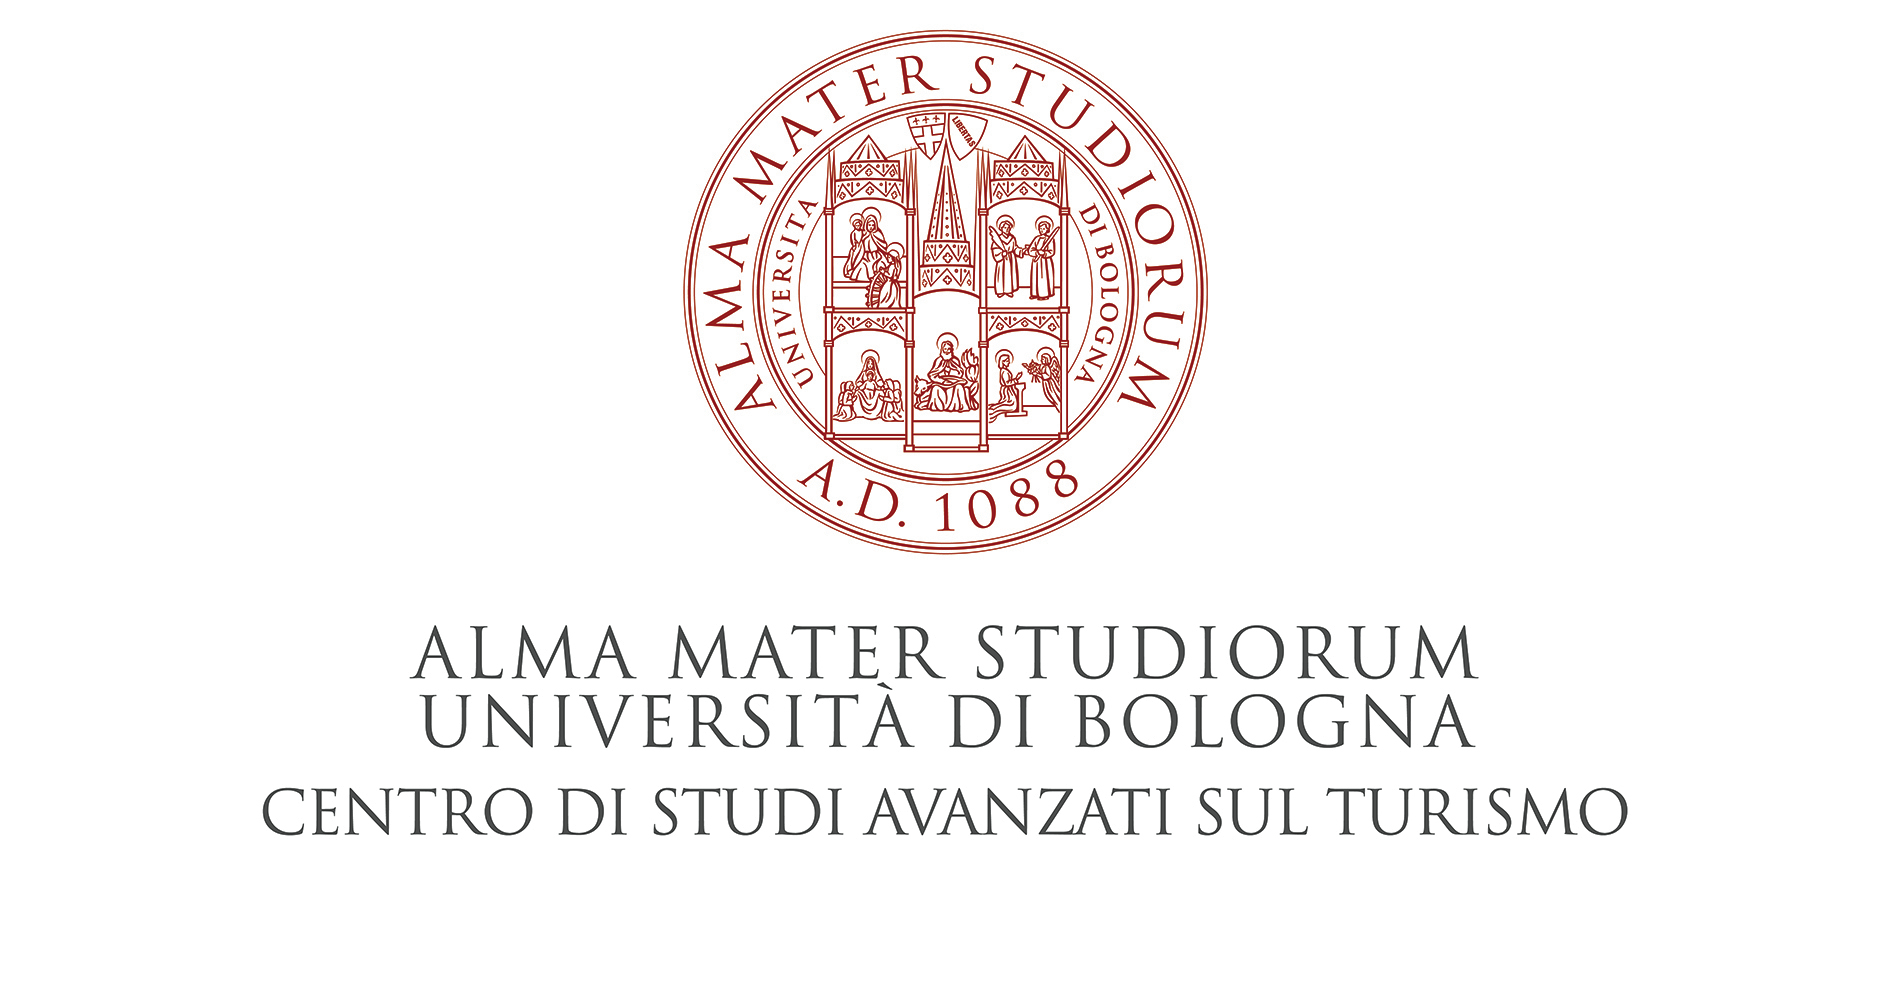 ALMA MATER STUDIORUM
LIBERTAS
UNIVERSITA
DI BOLOGNA
A.D. 1088
ALMA MATER STUDIORUM
UNIVERSITÀ DI BOLOGNA
CENTRO DI STUDI AVANZATI SUL TURISMO